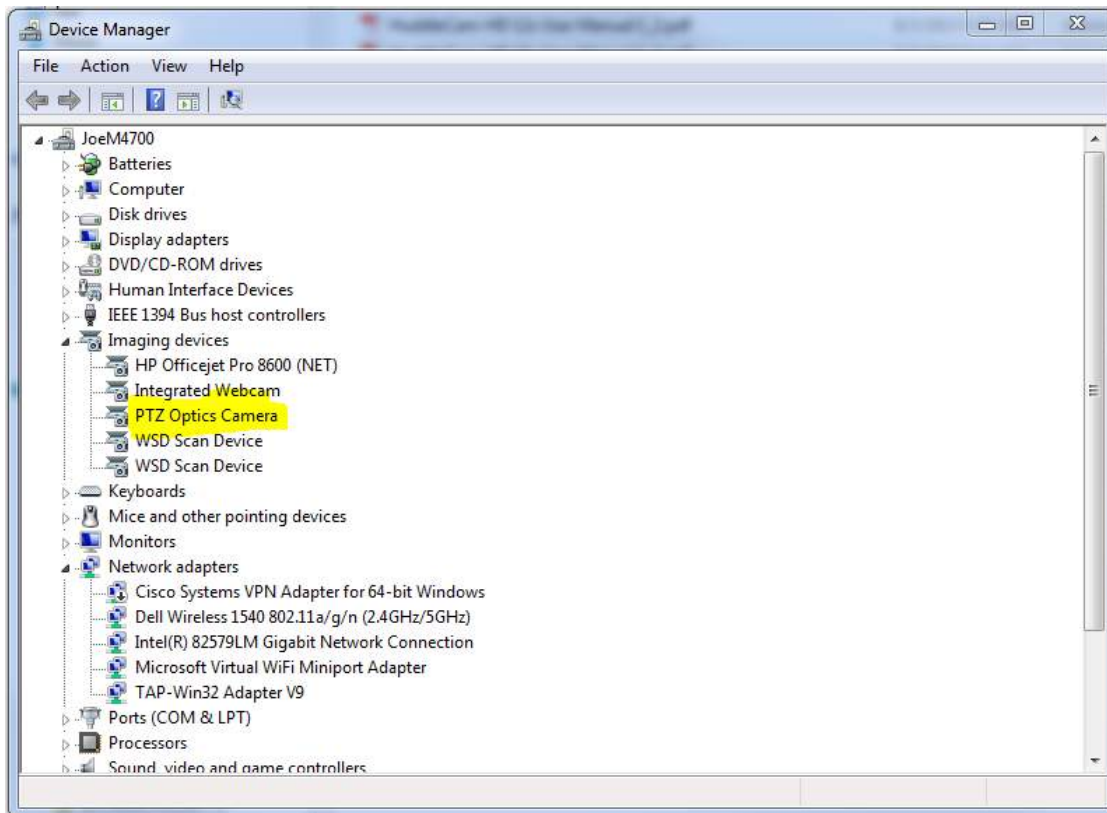 Device Manager
File Action View Help
JoeM4700
Batteries
Computer
Disk drives
Display adapters
DVD/CD-ROM drives
Human Interface Devices
IEEE 1394 Bus host controllers
Imaging devices
HP Officejet Pro 8600 (NET)
Integrated Webcam
PTZ Optics Camera
WSD Scan Device
WSD Scan Device
Keyboards
Mice and other pointing devices
Monitors
Network adapters
Cisco Systems VPN Adapter for 64-bit Windows
Dell Wireless 1540 802.11a/g/n (2.4GHz/5GHz)
Intel(R) 82579LM Gigabit Network Connection
Microsoft Virtual WiFi Miniport Adapter
TAP-Win32 Adapter V9
Ports (COM & LPT)
Processors
Sound, video and game controllers